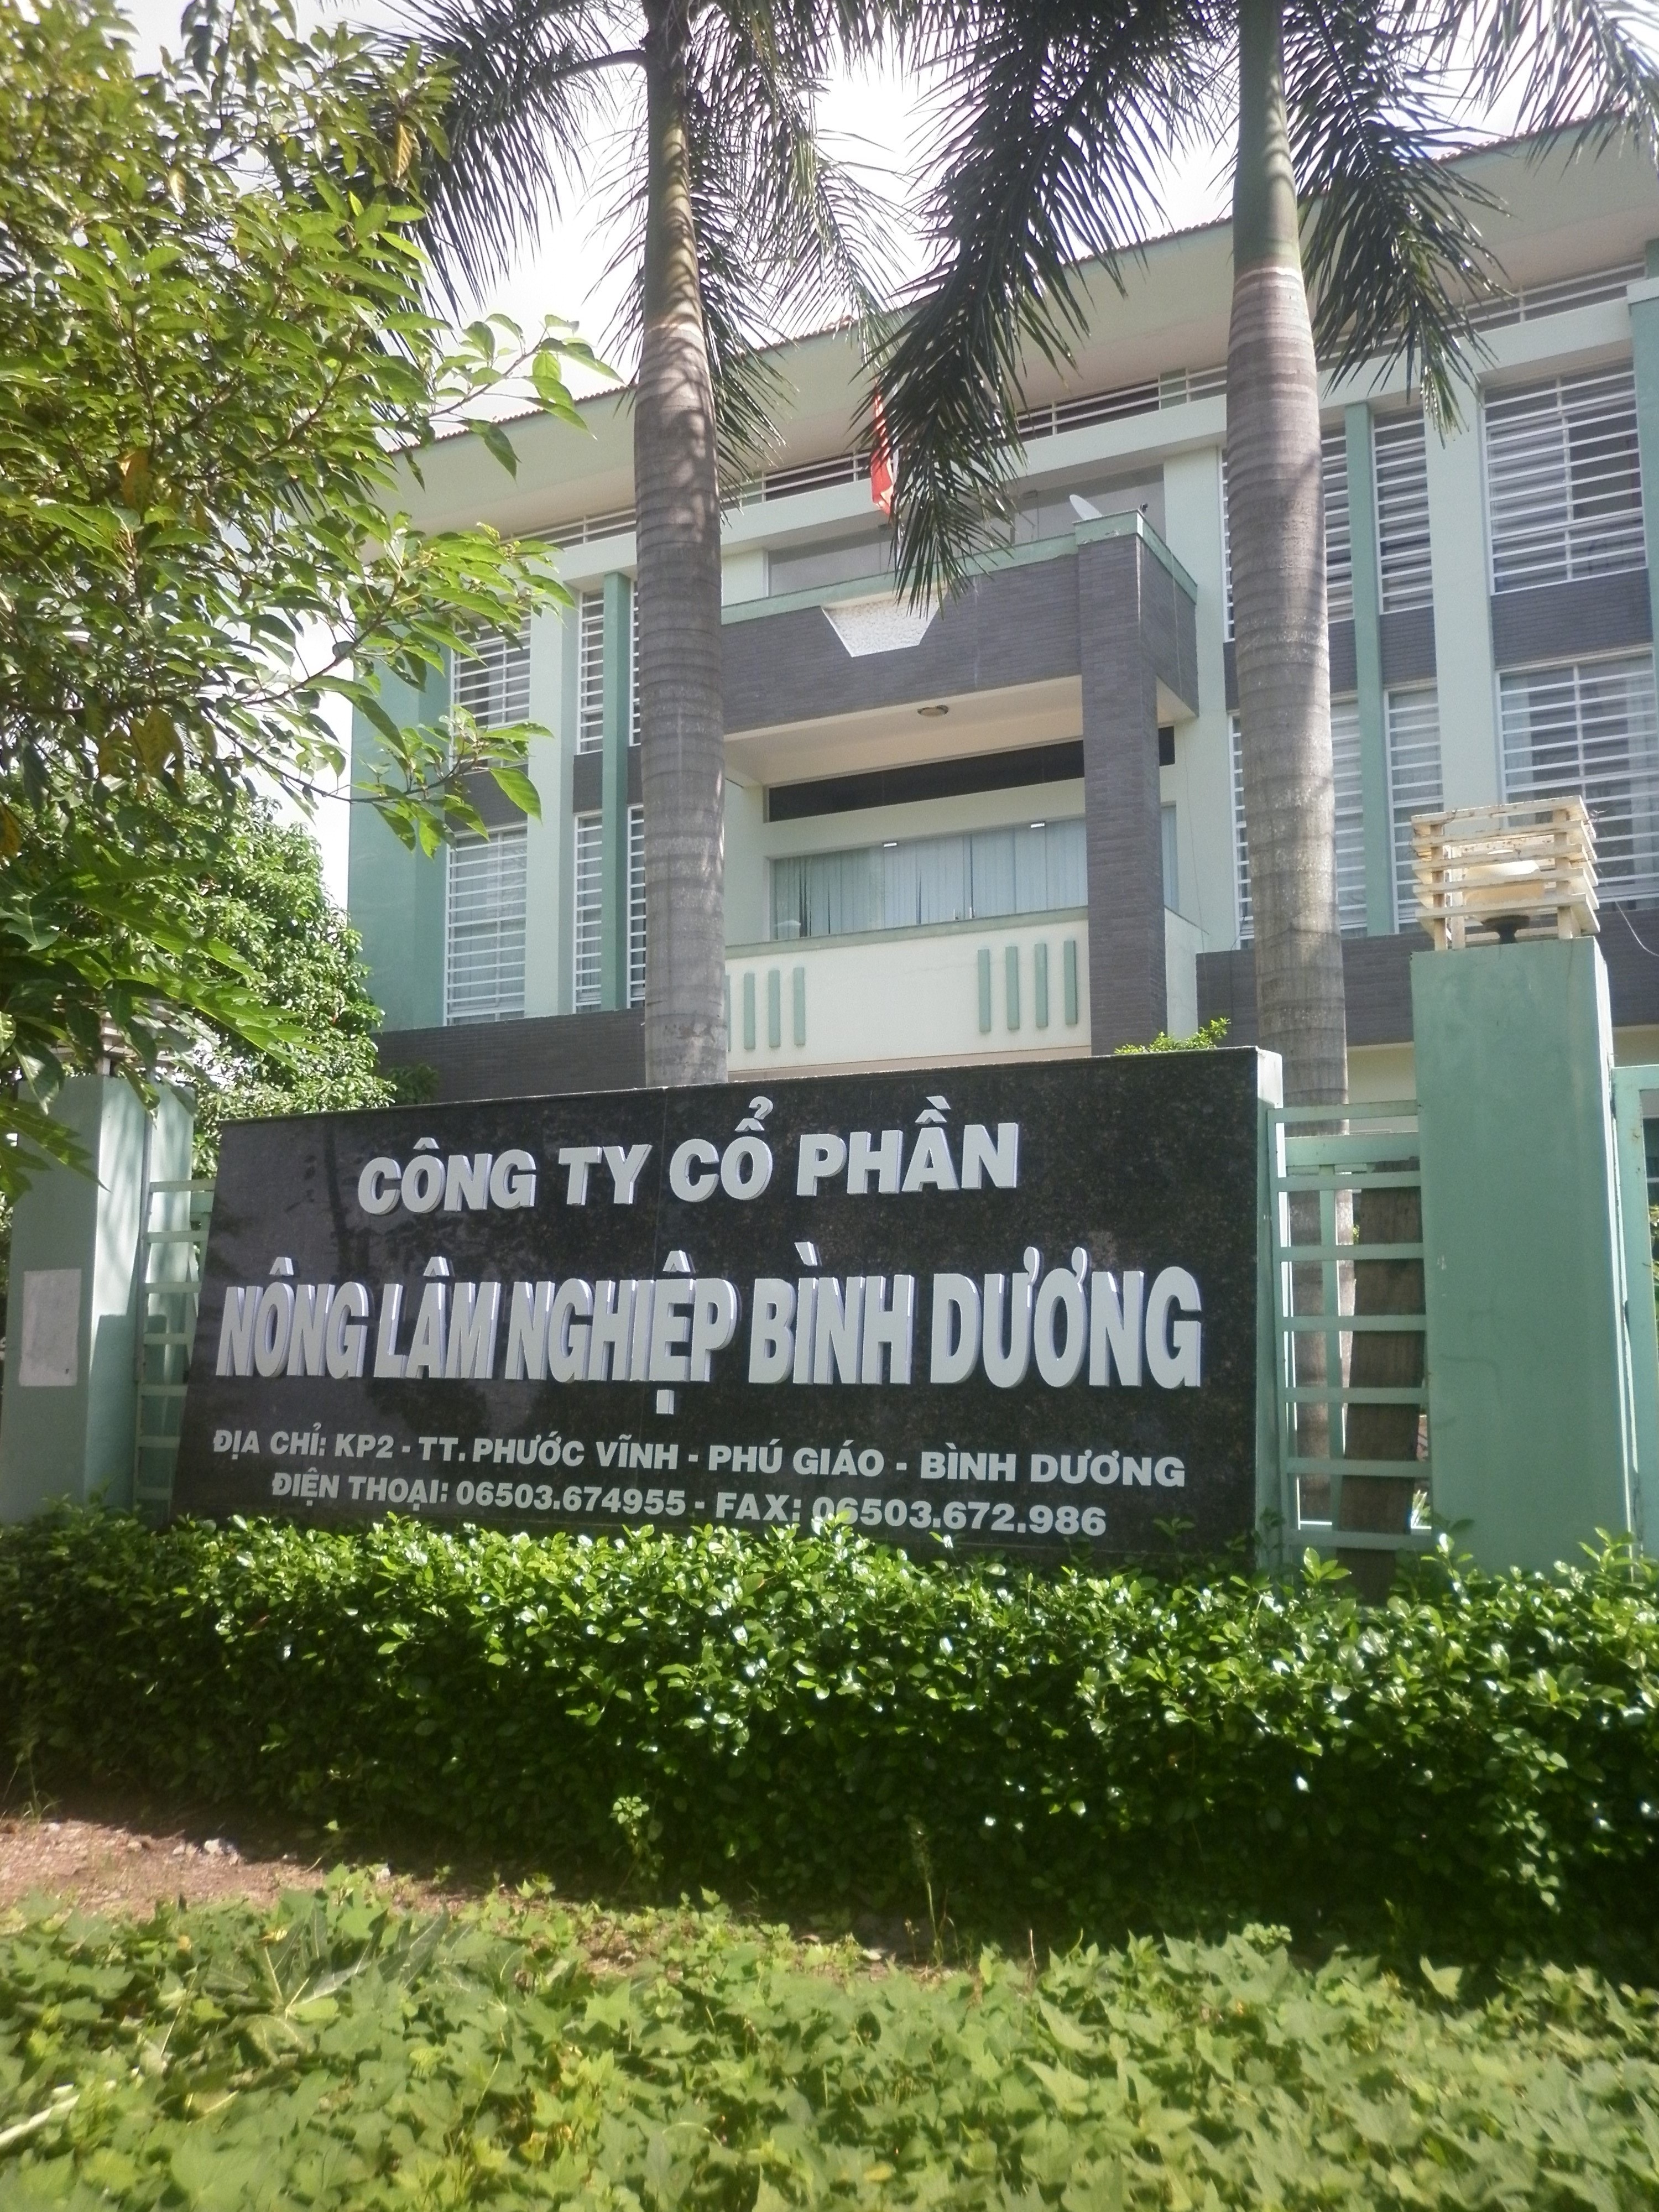 CÔNG TY CỔ PHẦN
NÔNG LÂM NGHIỆP BÌNH DƯƠNG
ĐỊA CHỈ: KP2 - TT. PHƯỚC VĨNH - PHÚ GIÁO - BÌNH DƯƠNG
ĐIỆN THOẠI: 06503.674955 - FAX: 06503.672.986